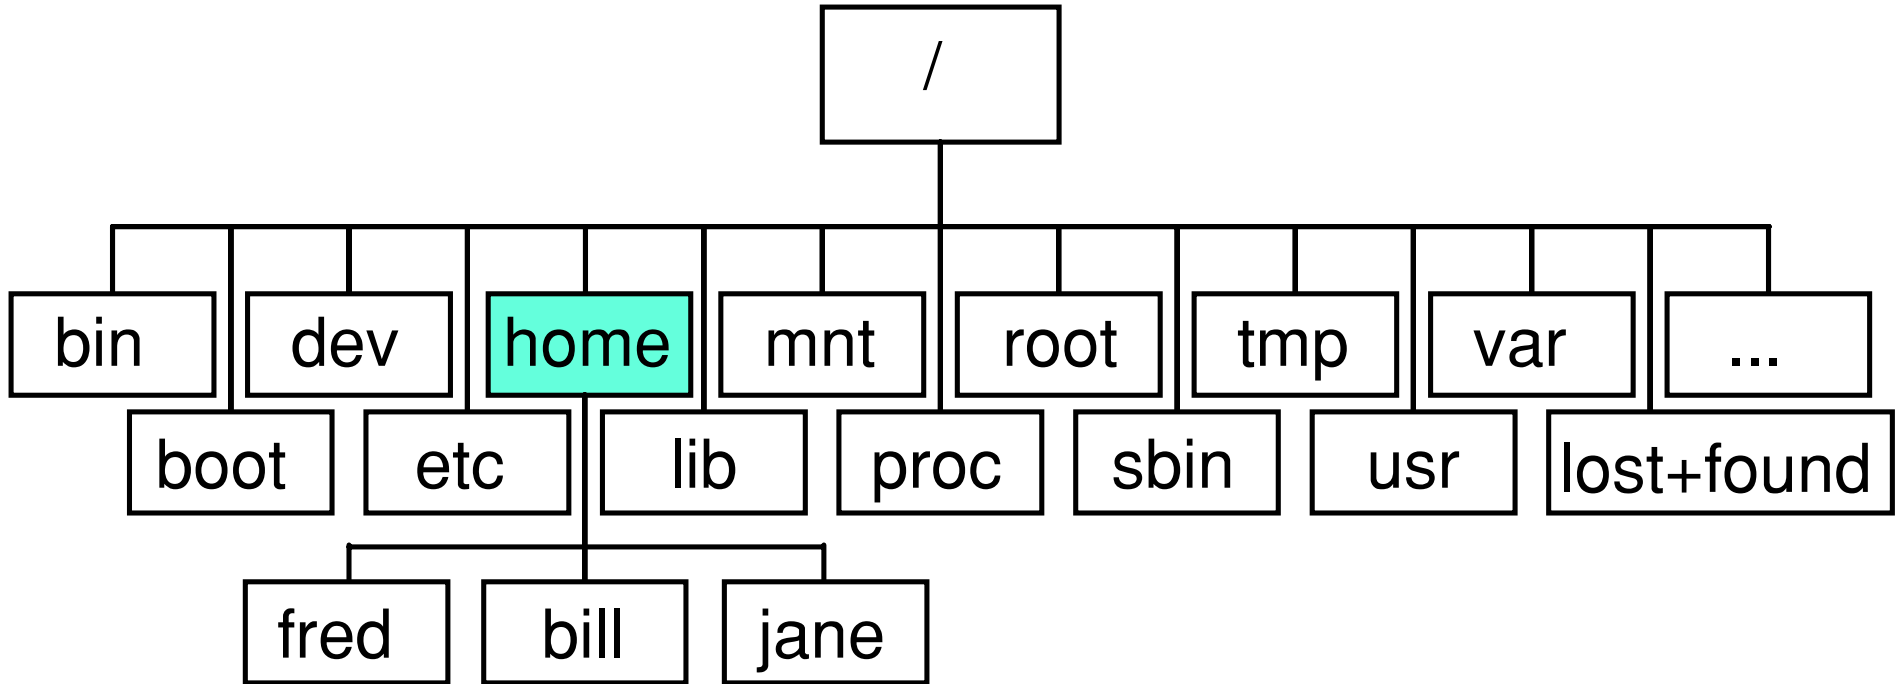 /
bin dev home mnt root tmp var ...
boot etc lib proc sbin usr lost+found
fred bill jane